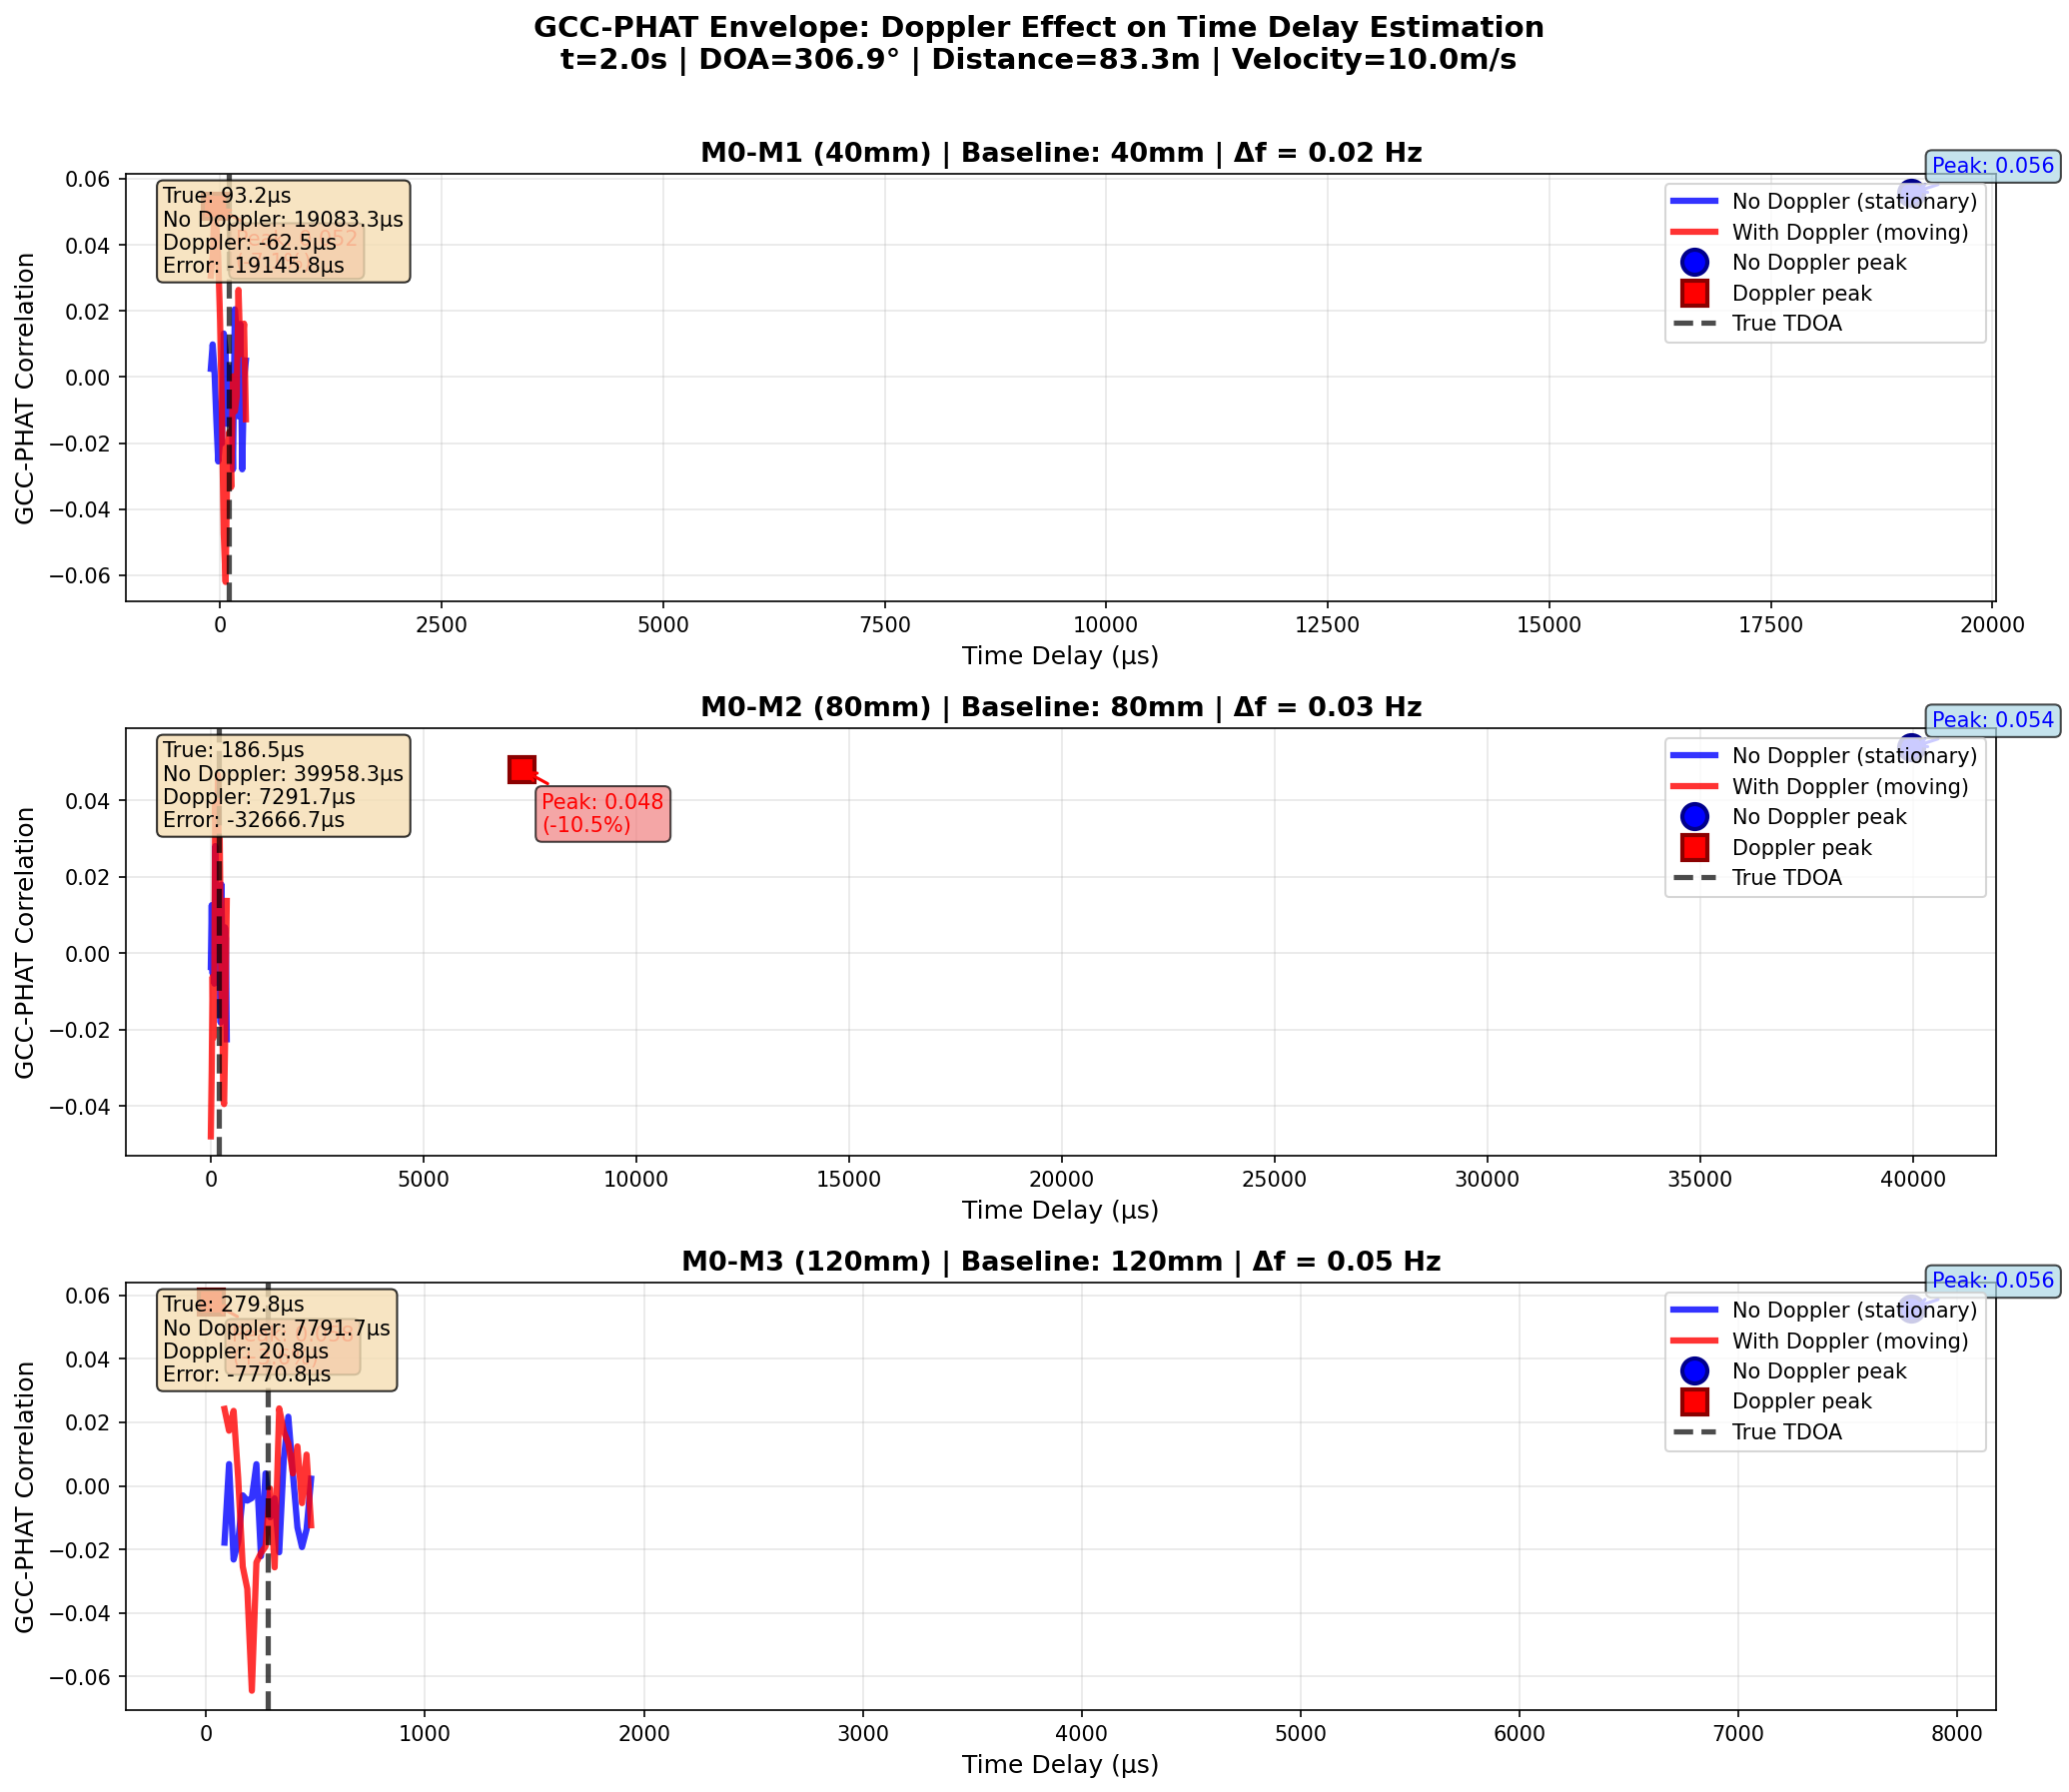 GCC-PHAT Envelope: Doppler Effect on Time Delay Estimation
t=2.0s | DOA=306.9° | Distance=83.3m | Velocity=10.0m/s
M0-M1 (40mm) | Baseline: 40mm | Δf = 0.02 Hz
Peak: 0.056
GCC-PHAT Correlation
0.06
0.04
0.02
0.00
−0.02
−0.04
−0.06
True: 93.2µs
No Doppler: 19083.3µs
Doppler: -62.5µs
Error: -19145.8µs
No Doppler (stationary)
With Doppler (moving)
No Doppler peak
Doppler peak
True TDOA
0 2500 5000 7500 10000 12500 15000 17500 20000
Time Delay (µs)
M0-M2 (80mm) | Baseline: 80mm | Δf = 0.03 Hz
Peak: 0.054
GCC-PHAT Correlation
0.04
0.02
0.00
−0.02
−0.04
True: 186.5µs
No Doppler: 39958.3µs
Doppler: 7291.7µs
Error: -32666.7µs
Peak: 0.048
(-10.5%)
No Doppler (stationary)
With Doppler (moving)
No Doppler peak
Doppler peak
True TDOA
0 5000 10000 15000 20000 25000 30000 35000 40000
Time Delay (µs)
M0-M3 (120mm) | Baseline: 120mm | Δf = 0.05 Hz
Peak: 0.056
GCC-PHAT Correlation
0.06
0.04
0.02
0.00
−0.02
−0.04
−0.06
True: 279.8µs
No Doppler: 7791.7µs
Doppler: 20.8µs
Error: -7770.8µs
No Doppler (stationary)
With Doppler (moving)
No Doppler peak
Doppler peak
True TDOA
0 1000 2000 3000 4000 5000 6000 7000 8000
Time Delay (µs)